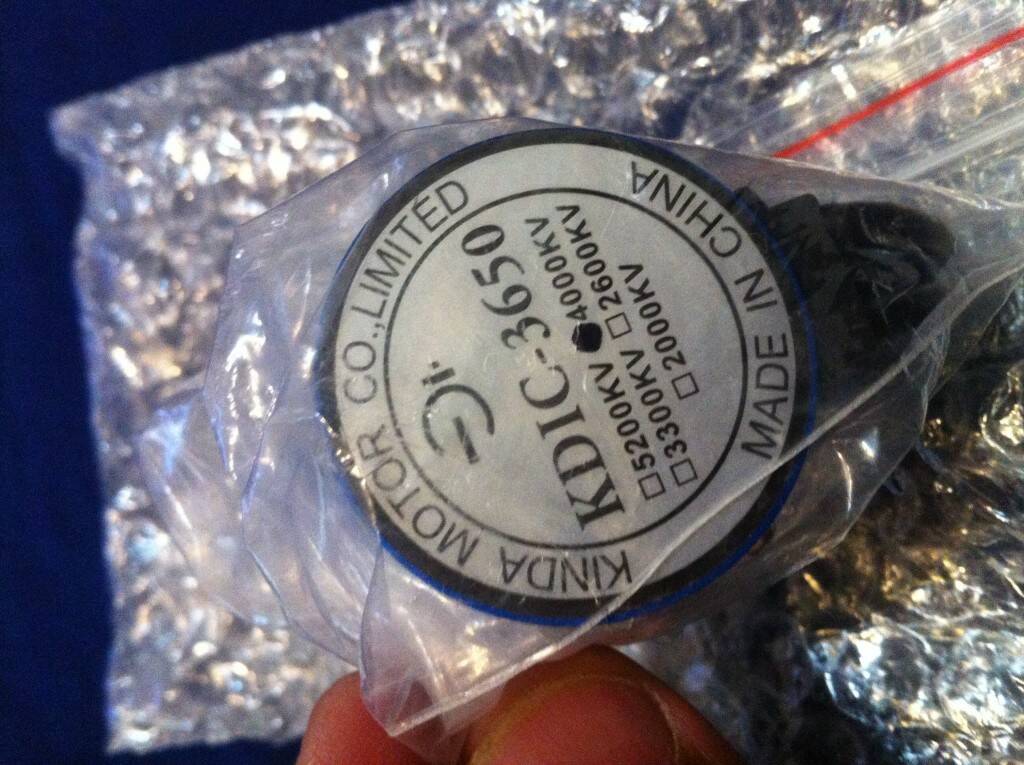 KINDA MOTOR CO.,LIMITED
KDIC-3650
□5200KV ■4000KV
□3300KV □2600KV
□2000KV
MADE IN CHINA